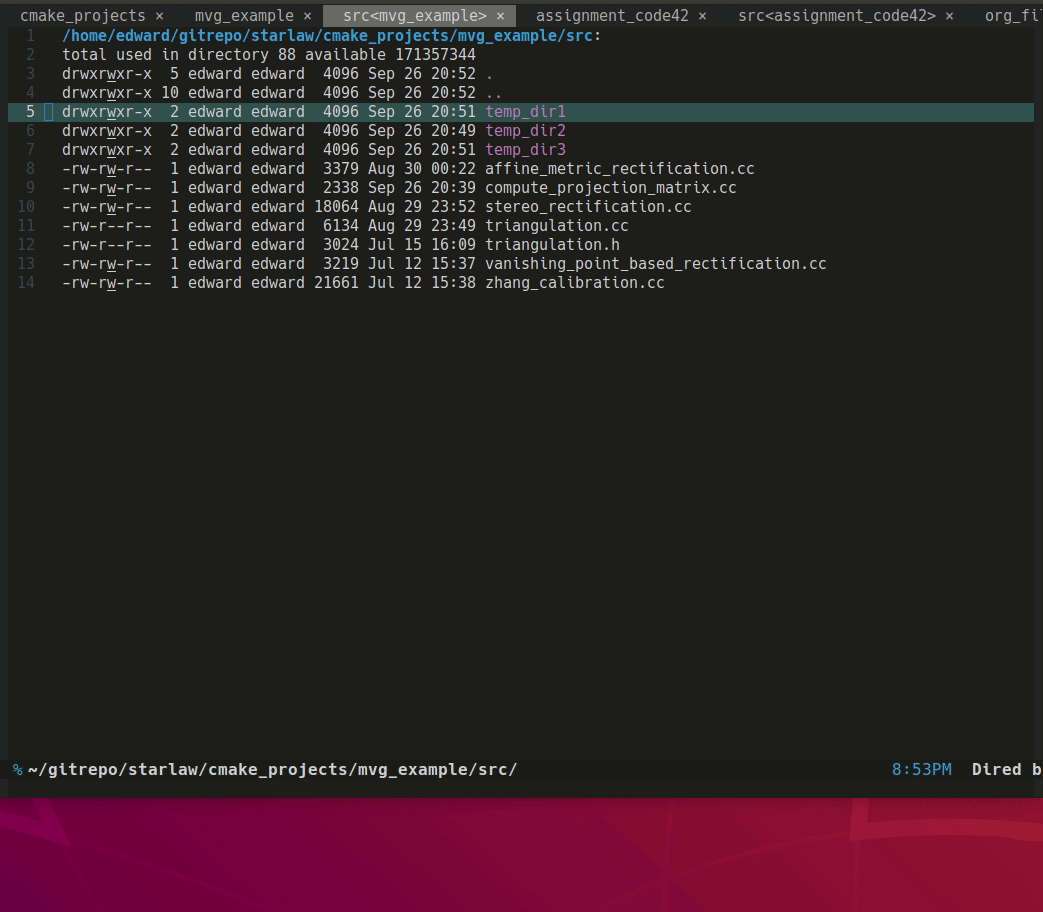 cmake_projects × mvg_example × src<mvg_example> × assignment_code42 × src<assignment_code42> × org_fi
1 /home/edward/gitrepo/starlaw/cmake_projects/mvg_example/src:
2 total used in directory 88 available 171357344
3 drwxrwxr-x 5 edward edward 4096 Sep 26 20:52 .
4 drwxrwxr-x 10 edward edward 4096 Sep 26 20:52 ..
5 drwxrwxr-x 2 edward edward 4096 Sep 26 20:51 temp_dir1
6 drwxrwxr-x 2 edward edward 4096 Sep 26 20:49 temp_dir2
7 drwxrwxr-x 2 edward edward 4096 Sep 26 20:51 temp_dir3
8 -rw-rw-r-- 1 edward edward 3379 Aug 30 00:22 affine_metric_rectification.cc
9 -rw-rw-r-- 1 edward edward 2338 Sep 26 20:39 compute_projection_matrix.cc
10 -rw-rw-r-- 1 edward edward 18064 Aug 29 23:52 stereo_rectification.cc
11 -rw-r--r-- 1 edward edward 6134 Aug 29 23:49 triangulation.cc
12 -rw-r--r-- 1 edward edward 3024 Jul 15 16:09 triangulation.h
13 -rw-rw-r-- 1 edward edward 3219 Jul 12 15:37 vanishing_point_based_rectification.cc
14 -rw-rw-r-- 1 edward edward 21661 Jul 12 15:38 zhang_calibration.cc
% ~/gitrepo/starlaw/cmake_projects/mvg_example/src/ 8:53PM Dired b